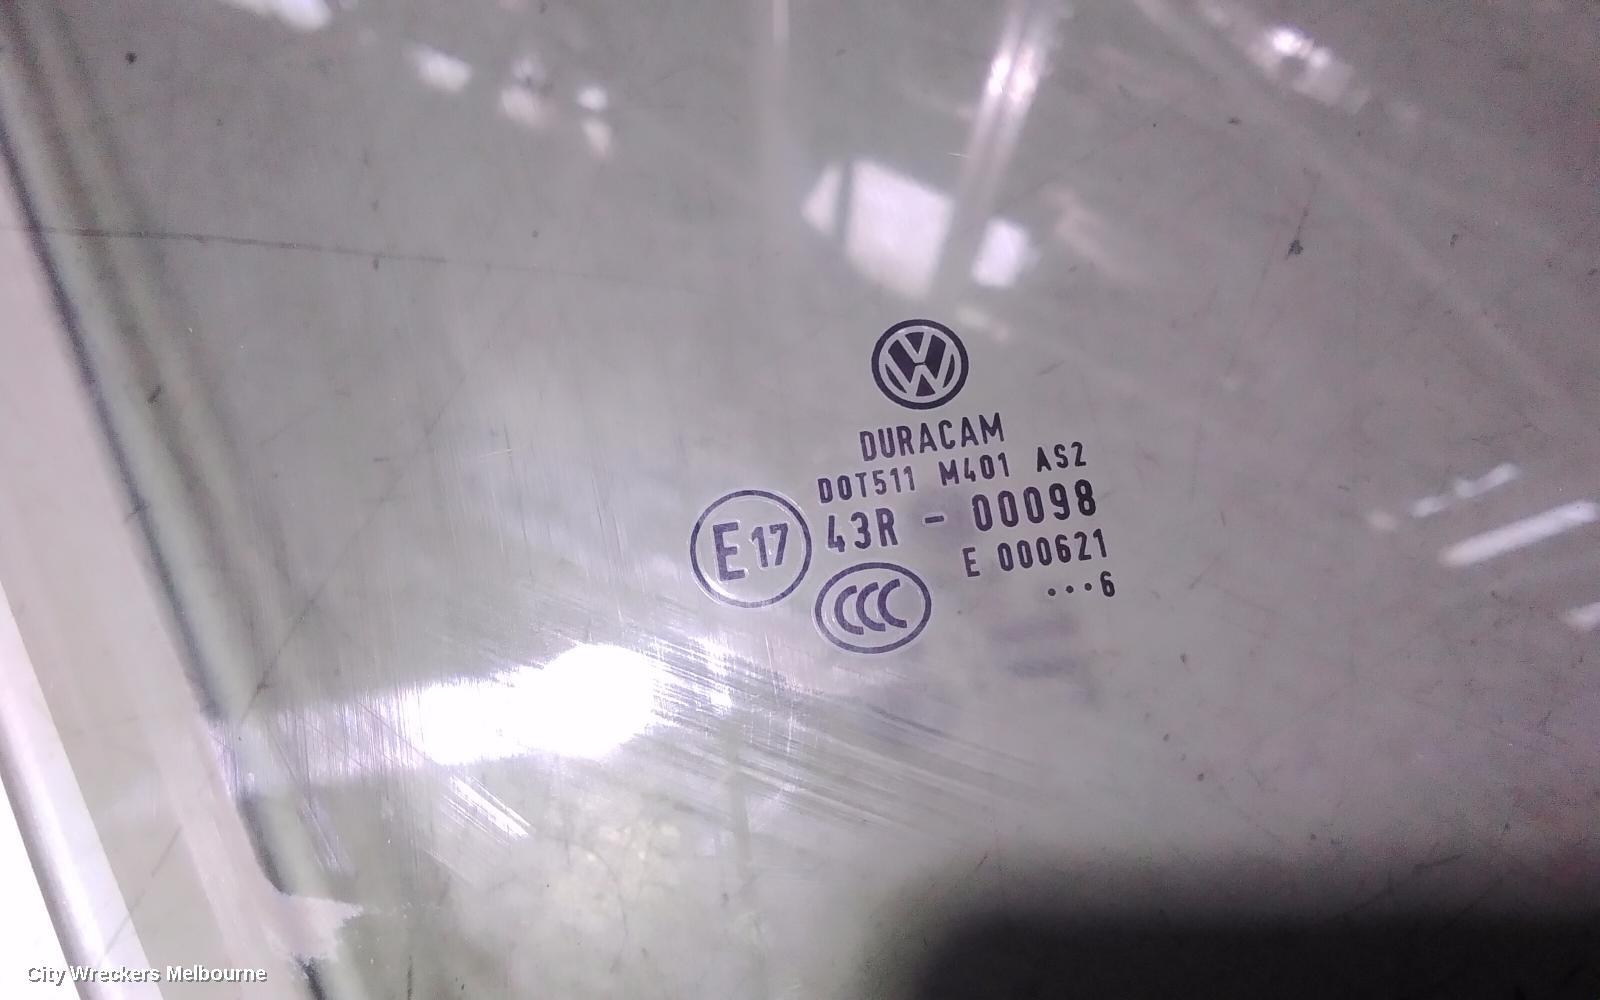 DURACAM
DOT511 M401 AS2
E17 43R - 00098
E 000621
CCC
...6
City Wreckers Melbourne